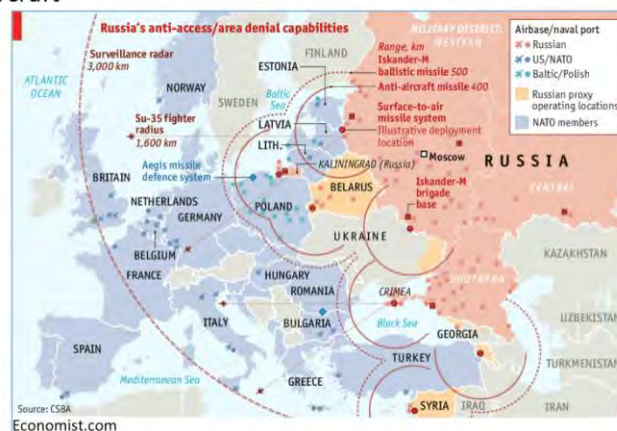 Russia's anti-access/area denial capabilities
Surveillance radar
3,000 km
ATLANTIC
OCEAN
NORWAY
SWEDEN
FINLAND
ESTONIA
Baltic
Sea
LATVIA
LITH.
Su-35 fighter
radius
1,600 km
Aegis missile
defence system
BRITAIN
NETHERLANDS
GERMANY
BELGIUM
FRANCE
POLAND
KALININGRAD (Russia)
BELARUS
UKRAINE
HUNGARY
ROMANIA
BULGARIA
ITALY
SPAIN
Mediterranean Sea
GREECE
CRIMEA
Black Sea
TURKEY
GEORGIA
SYRIA
IRAQ
IRAN
MILITARY DISTRICT:
WESTERN
Range, km
Iskander-M
ballistic missile 500
Anti-aircraft missile 400
Surface-to-air
missile system
Illustrative deployment
location
Moscow
RUSSIA
CENTRAL
Iskander-M
brigade
base
SOUTHERN
KAZAKHSTAN
UZBEKISTAN
TURKMENISTAN
Airbase/naval port
Russian
US/NATO
Baltic/Polish
Russian proxy
operating locations
NATO members
Source: CSBA
Economist.com